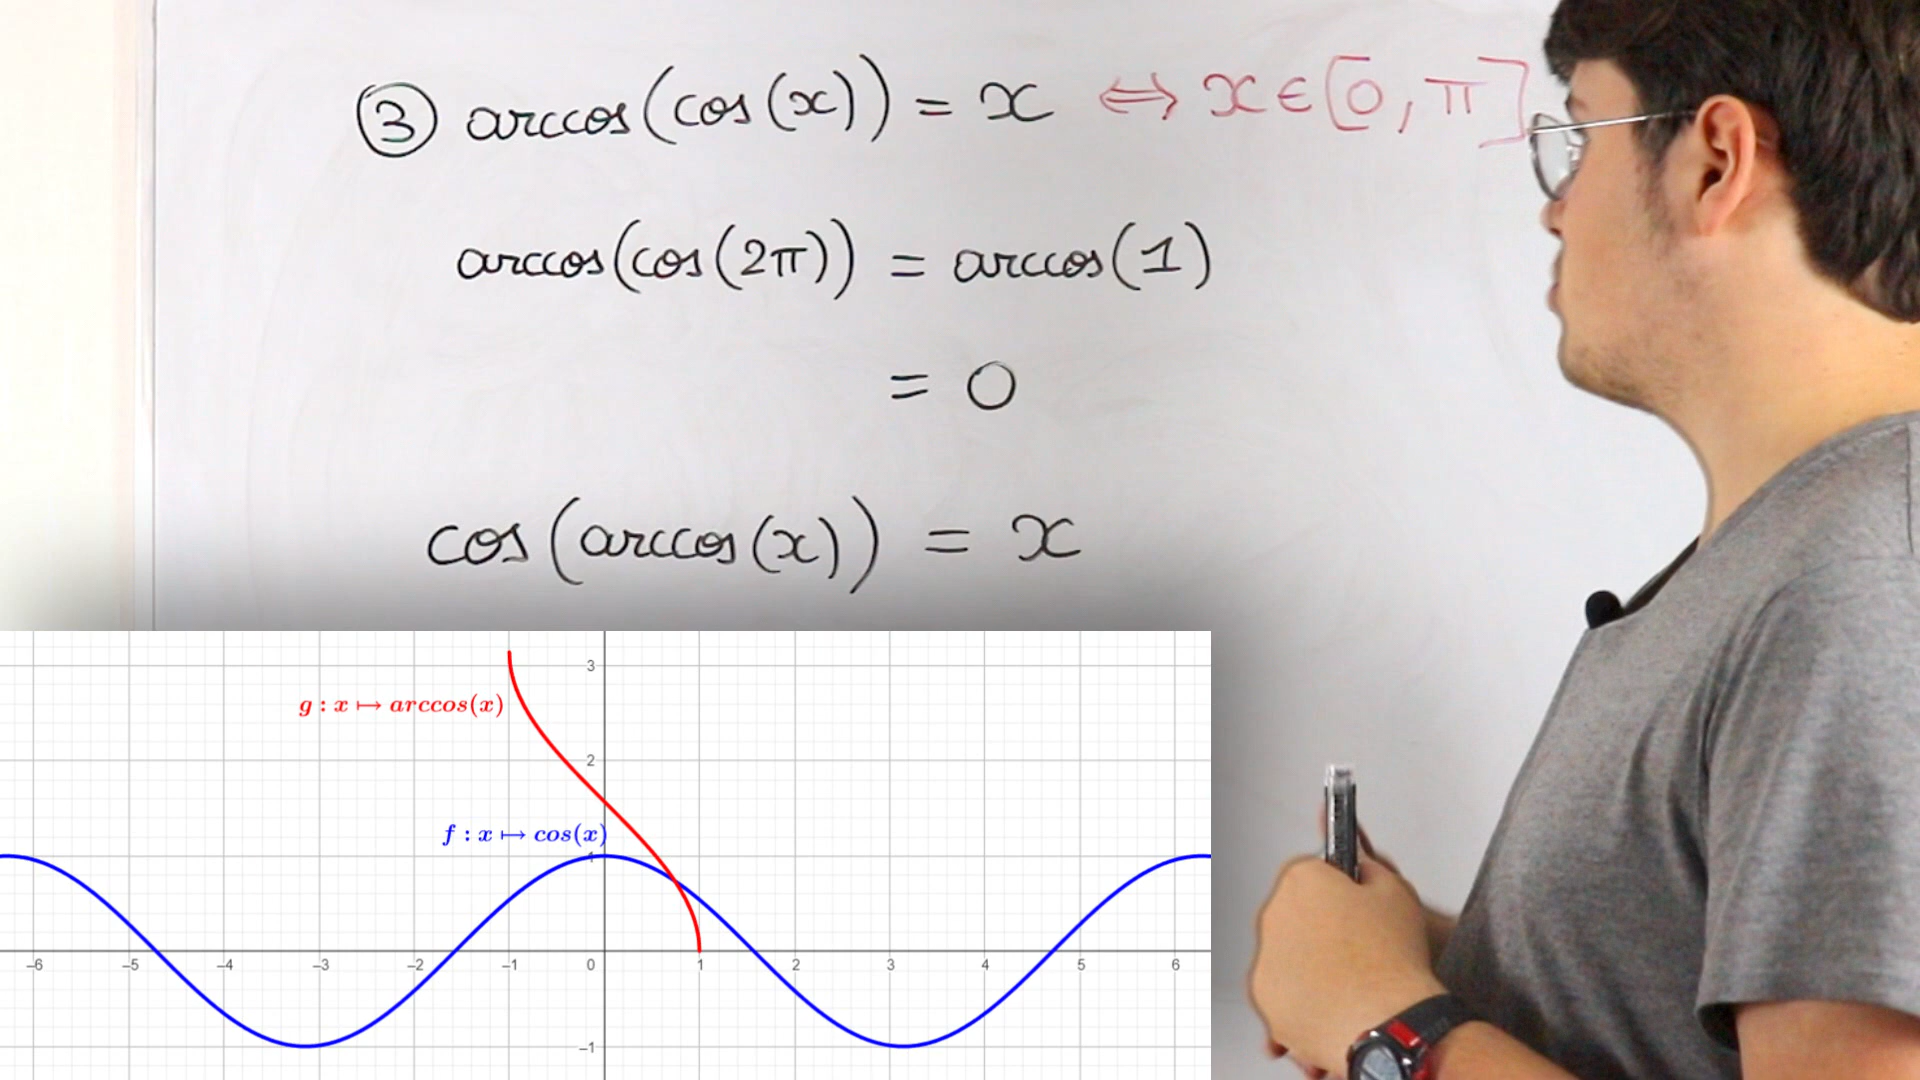 ③ arccos(cos(x)) = x ⇔ x ∈ [0, π]
arccos(cos(2π)) = arccos(1)
= 0
cos(arccos(x)) = x
3
g : x ↦ arccos(x)
2
f : x ↦ cos(x)
1
–6 –5 –4 –3 –2 –1 0 1 2 3 4 5 6
–1